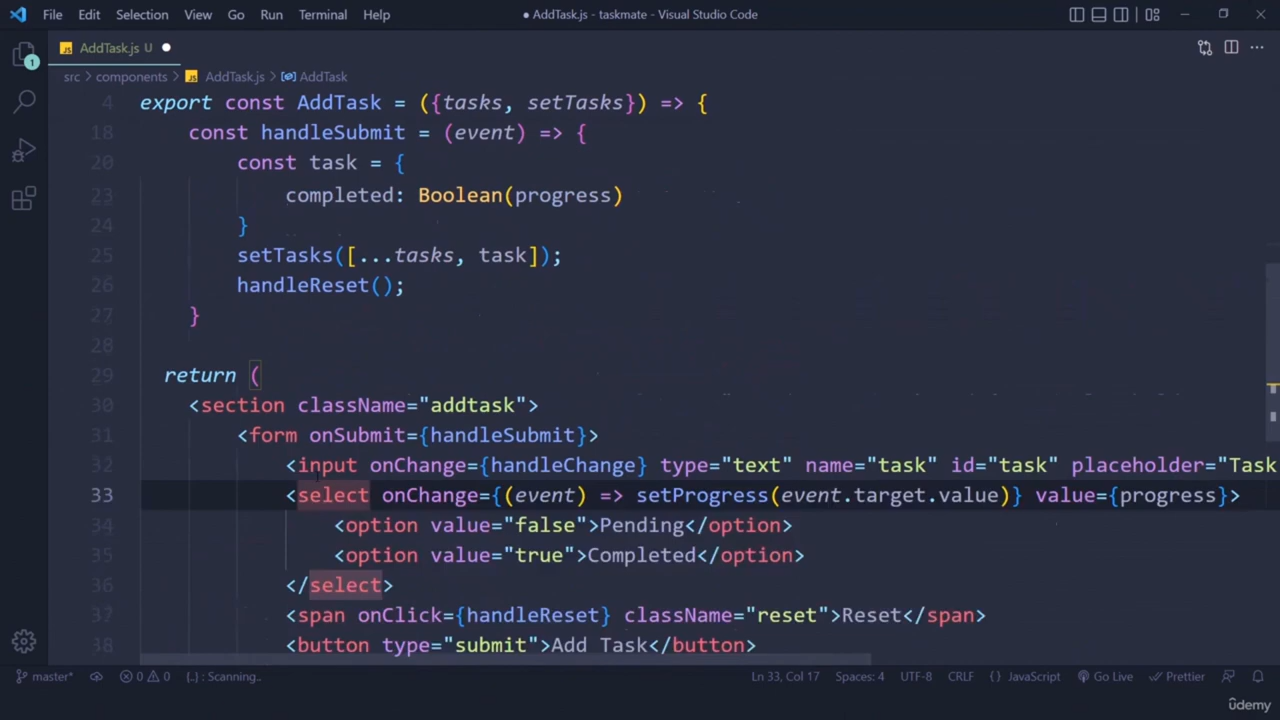 File Edit Selection View Go Run Terminal Help ● AddTask.js - taskmate - Visual Studio Code
JS AddTask.js U ●
src > components > JS AddTask.js > AddTask
4 export const AddTask = ({tasks, setTasks}) => {
18 const handleSubmit = (event) => {
20 const task = {
23 completed: Boolean(progress)
24 }
25 setTasks([...tasks, task]);
26 handleReset();
27 }
28
29 return (
30 <section className="addtask">
31 <form onSubmit={handleSubmit}>
32 <input onChange={handleChange} type="text" name="task" id="task" placeholder="Task
33 <select onChange={(event) => setProgress(event.target.value)} value={progress}>
34 <option value="false">Pending</option>
35 <option value="true">Completed</option>
36 </select>
37 <span onClick={handleReset} className="reset">Reset</span>
38 <button type="submit">Add Task</button>
1
master* 0 0 [..] : Scanning.. Ln 33, Col 17 Spaces: 4 UTF-8 CRLF {} JavaScript Go Live Prettier
ûdemy